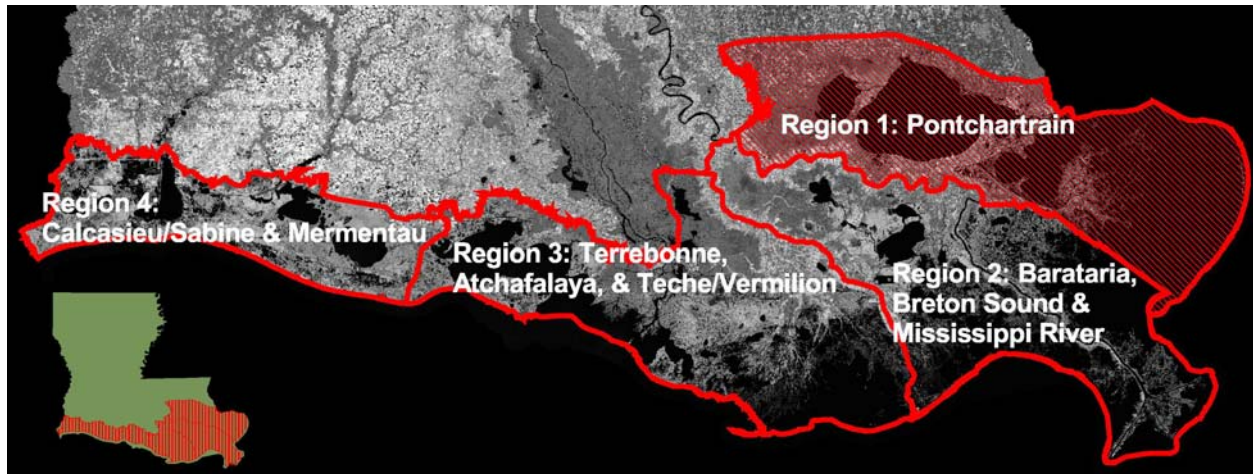 Region 1: Pontchartrain
Region 4:
Calcasieu/Sabine & Mermentau
Region 3: Terrebonne,
Atchafalaya, & Teche/Vermilion
Region 2: Barataria,
Breton Sound &
Mississippi River